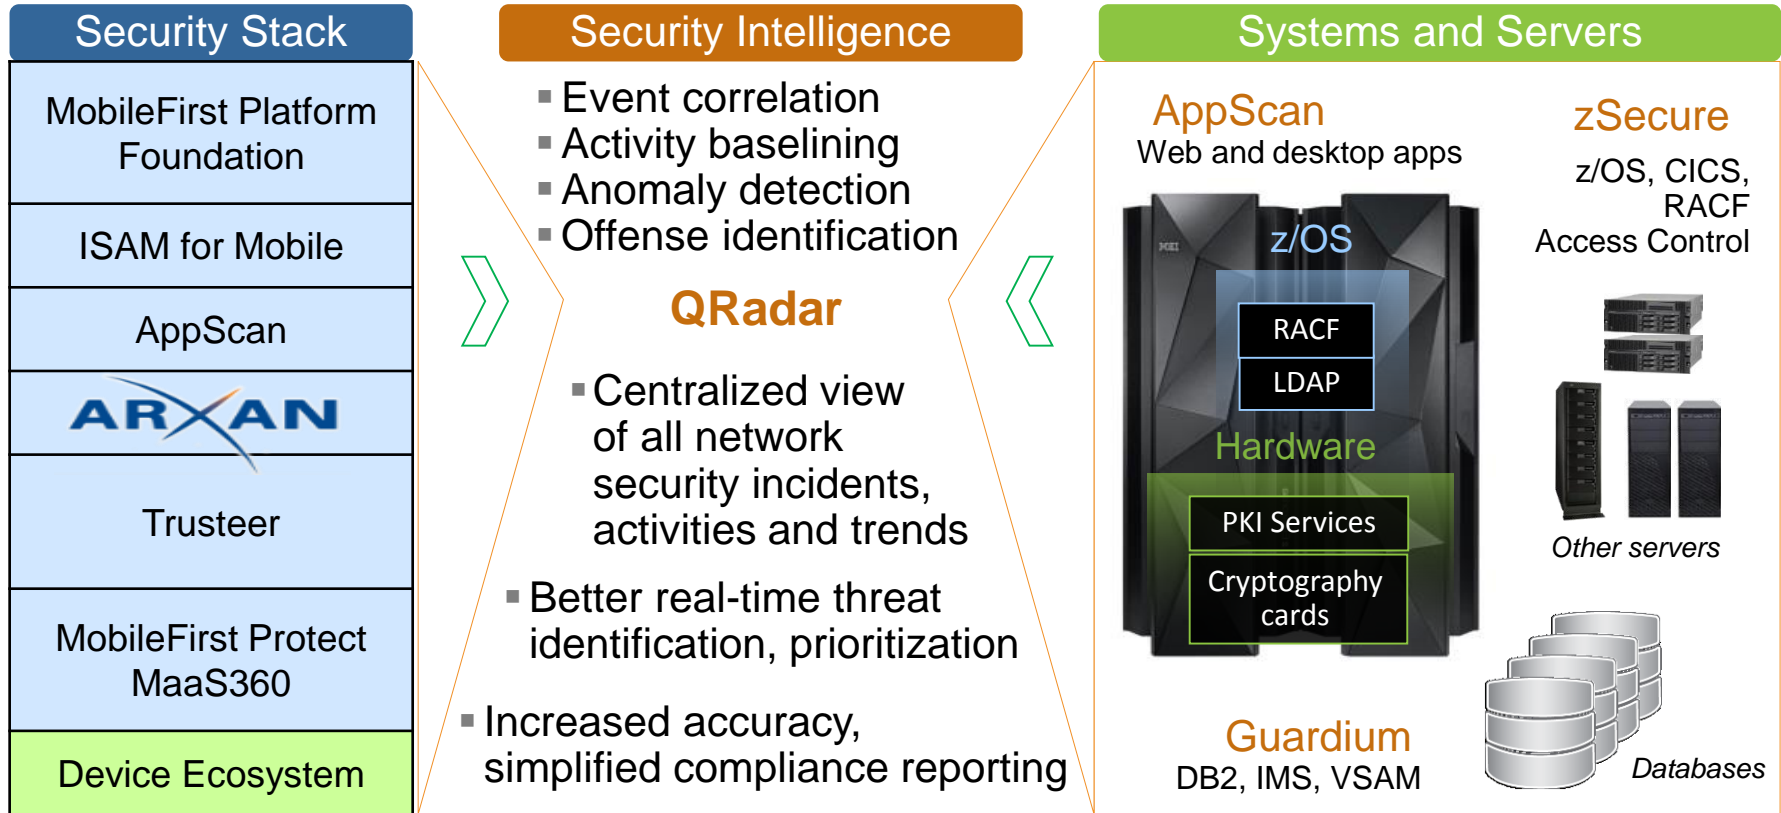 Security Stack
MobileFirst Platform
Foundation
ISAM for Mobile
AppScan
ARXAN
Trusteer
MobileFirst Protect
MaaS360
Device Ecosystem
Security Intelligence
▪ Event correlation
▪ Activity baselining
▪ Anomaly detection
▪ Offense identification
QRadar
▪ Centralized view
of all network
security incidents,
activities and trends
▪ Better real-time threat
identification, prioritization
▪ Increased accuracy,
simplified compliance reporting
Systems and Servers
AppScan
Web and desktop apps
zSecure
z/OS, CICS,
RACF
Access Control
z/OS
RACF
LDAP
Hardware
PKI Services
Cryptography
cards
Other servers
Guardium
DB2, IMS, VSAM
Databases